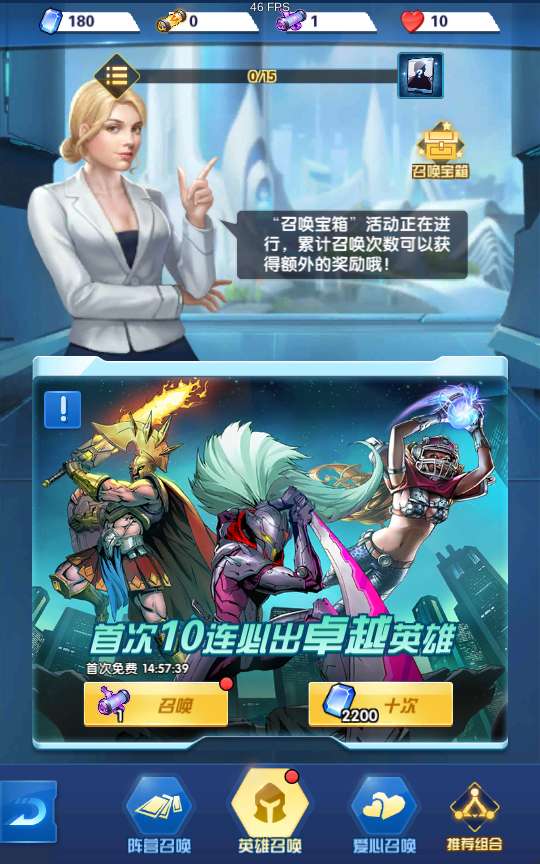 46 FPS
180
0
1
10
0/15
召唤宝箱
“召唤宝箱”活动正在进
行，累计召唤次数可以获
得额外的奖励哦！
首次10连必出卓越英雄
首次免费 14:57:39
1
召唤
2200
十次
阵营召唤
英雄召唤
爱心召唤
推荐组合